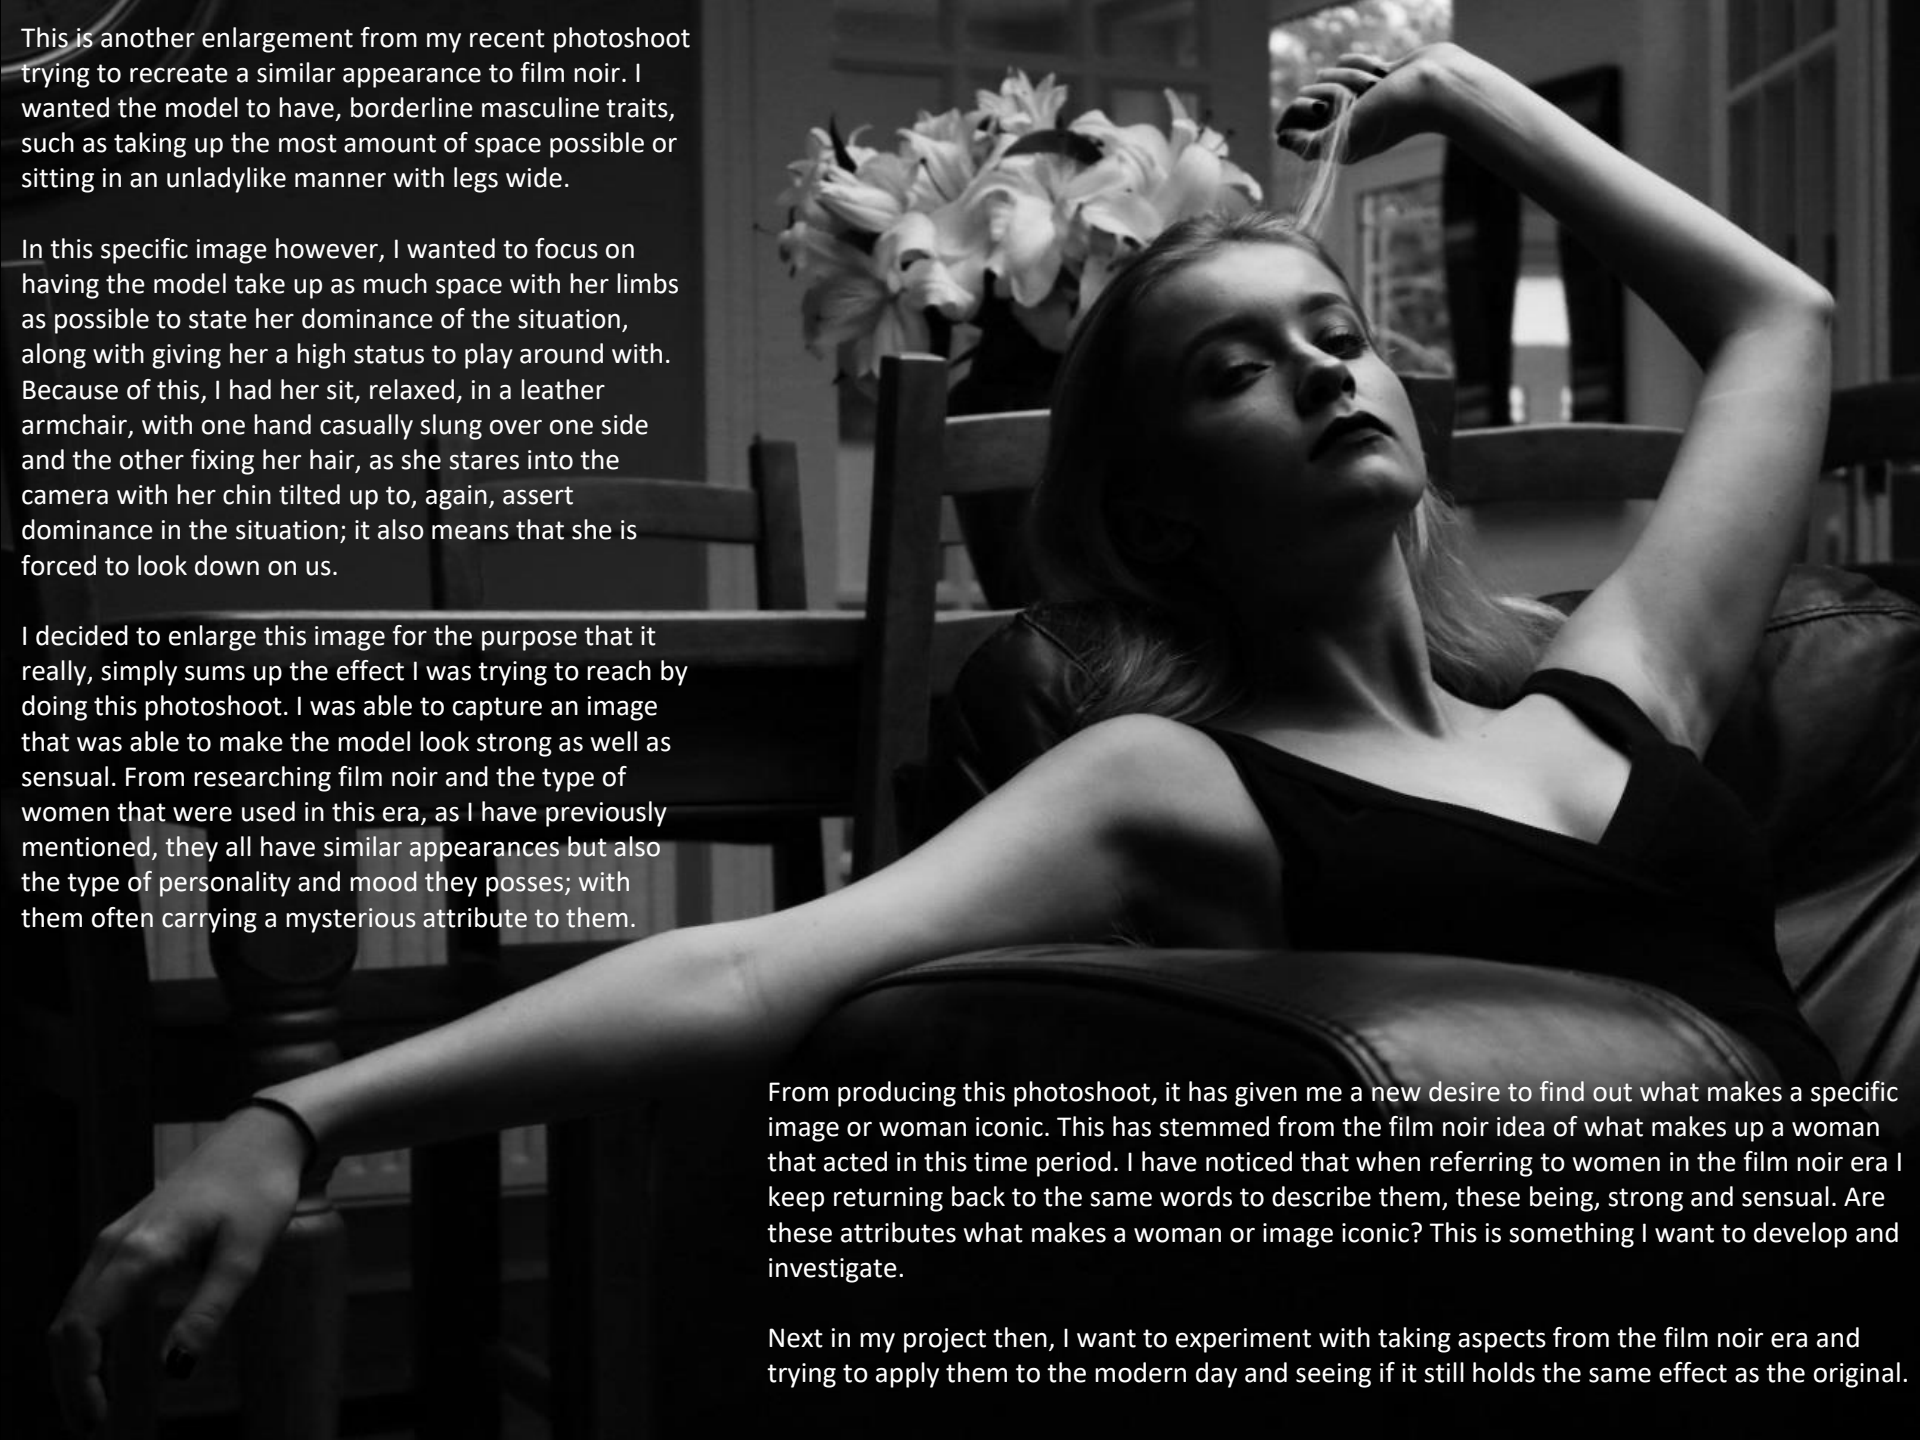 This is another enlargement from my recent photoshoot
trying to recreate a similar appearance to film noir. I
wanted the model to have, borderline masculine traits,
such as taking up the most amount of space possible or
sitting in an unladylike manner with legs wide.
In this specific image however, I wanted to focus on
having the model take up as much space with her limbs
as possible to state her dominance of the situation,
along with giving her a high status to play around with.
Because of this, I had her sit, relaxed, in a leather
armchair, with one hand casually slung over one side
and the other fixing her hair, as she stares into the
camera with her chin tilted up to, again, assert
dominance in the situation; it also means that she is
forced to look down on us.
I decided to enlarge this image for the purpose that it
really, simply sums up the effect I was trying to reach by
doing this photoshoot. I was able to capture an image
that was able to make the model look strong as well as
sensual. From researching film noir and the type of
women that were used in this era, as I have previously
mentioned, they all have similar appearances but also
the type of personality and mood they posses; with
them often carrying a mysterious attribute to them.
From producing this photoshoot, it has given me a new desire to find out what makes a specific
image or woman iconic. This has stemmed from the film noir idea of what makes up a woman
that acted in this time period. I have noticed that when referring to women in the film noir era I
keep returning back to the same words to describe them, these being, strong and sensual. Are
these attributes what makes a woman or image iconic? This is something I want to develop and
investigate.
Next in my project then, I want to experiment with taking aspects from the film noir era and
trying to apply them to the modern day and seeing if it still holds the same effect as the original.